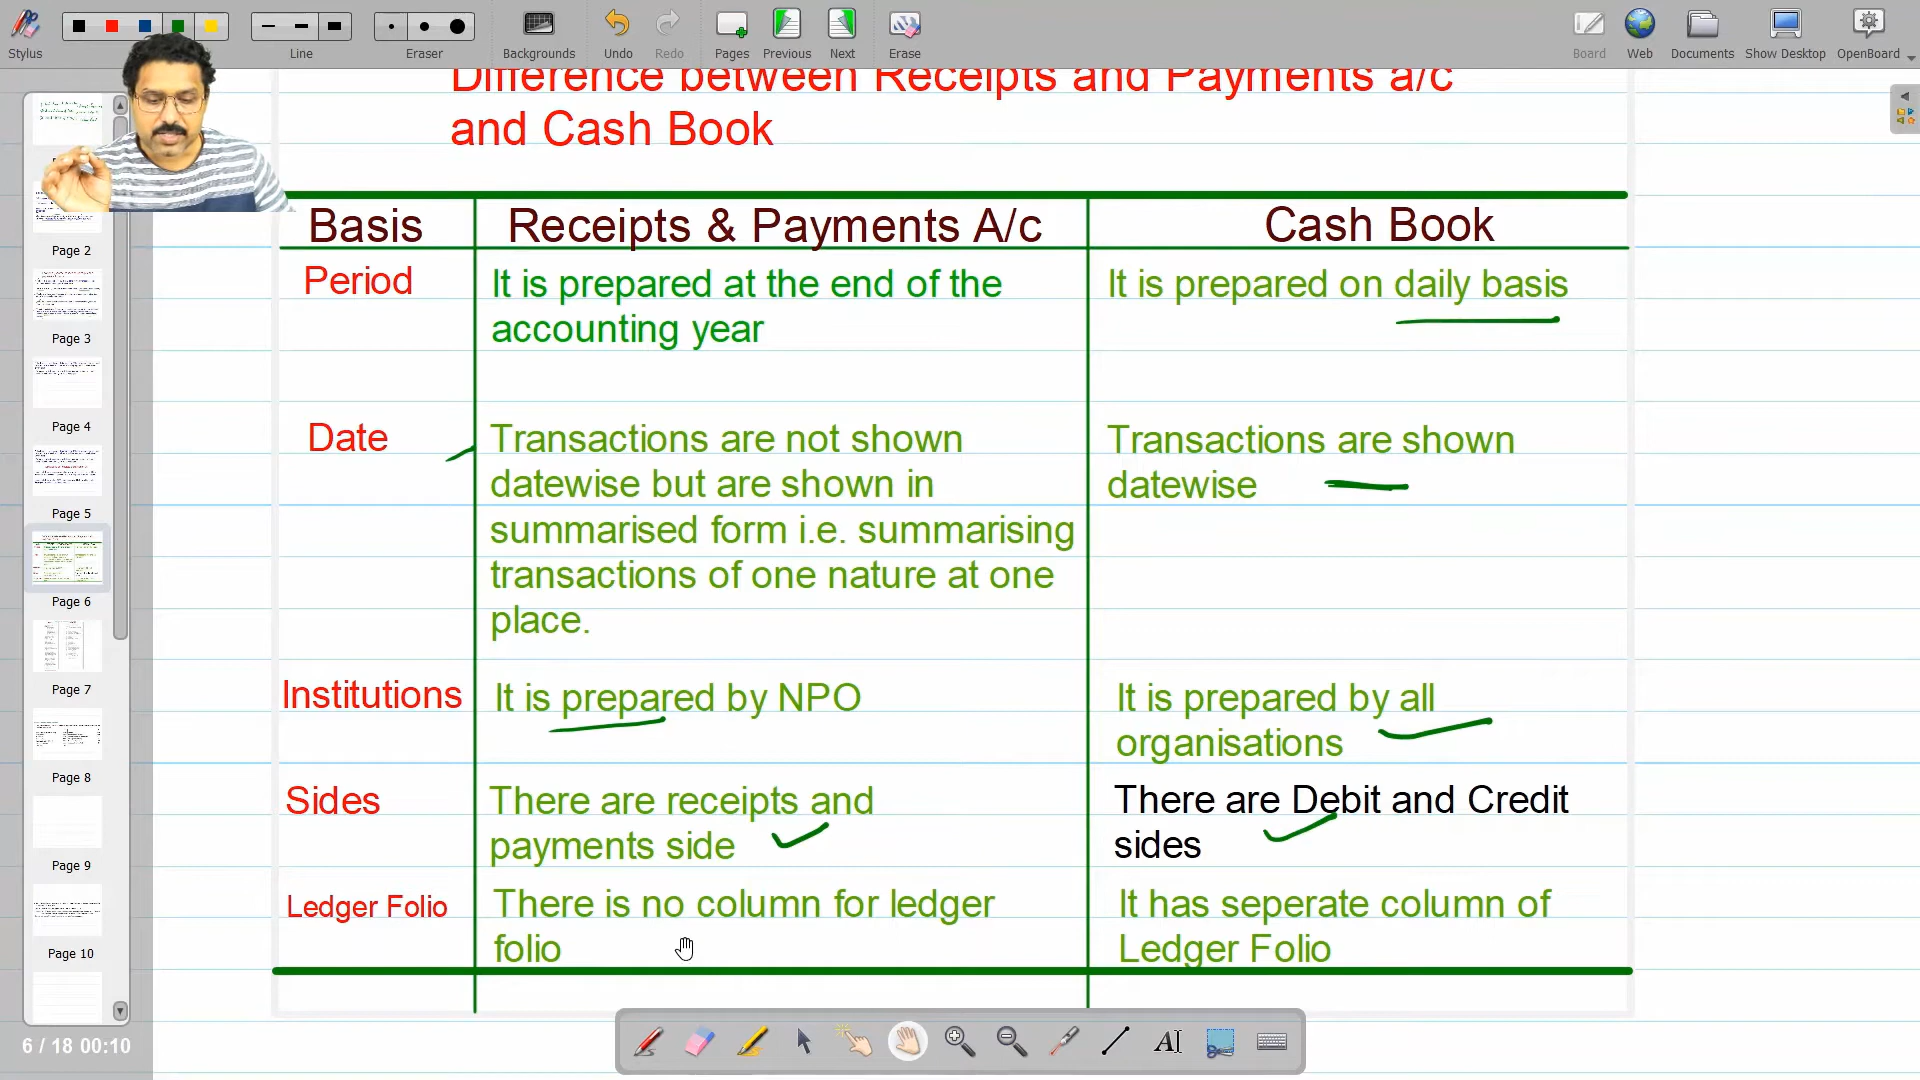 Stylus
Line
Eraser
Backgrounds
Undo
Redo
Pages
Previous
Next
Erase
Board
Web
Documents
Show Desktop
OpenBoard
Difference between Receipts and Payments a/c
and Cash Book
Basis
Receipts & Payments A/c
Cash Book
Period
It is prepared at the end of the
accounting year
It is prepared on daily basis
Date
Transactions are not shown
datewise but are shown in
summarised form i.e. summarising
transactions of one nature at one
place.
Transactions are shown
datewise
Institutions
It is prepared by NPO
It is prepared by all
organisations
Sides
There are receipts and
payments side
There are Debit and Credit
sides
Ledger Folio
There is no column for ledger
folio
It has seperate column of
Ledger Folio
Page 2
Page 3
Page 4
Page 5
Page 6
Page 7
Page 8
Page 9
Page 10
6 / 18 00:10